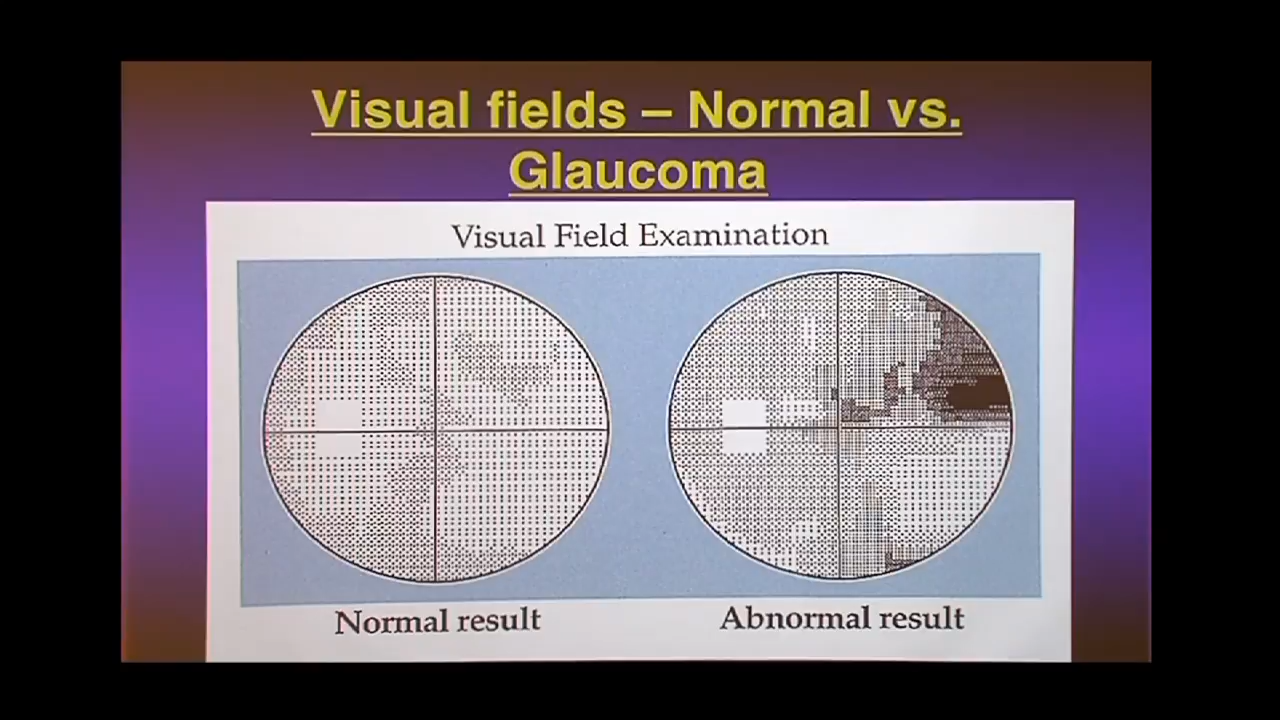 Visual fields – Normal vs.
Glaucoma
Visual Field Examination
Normal result
Abnormal result